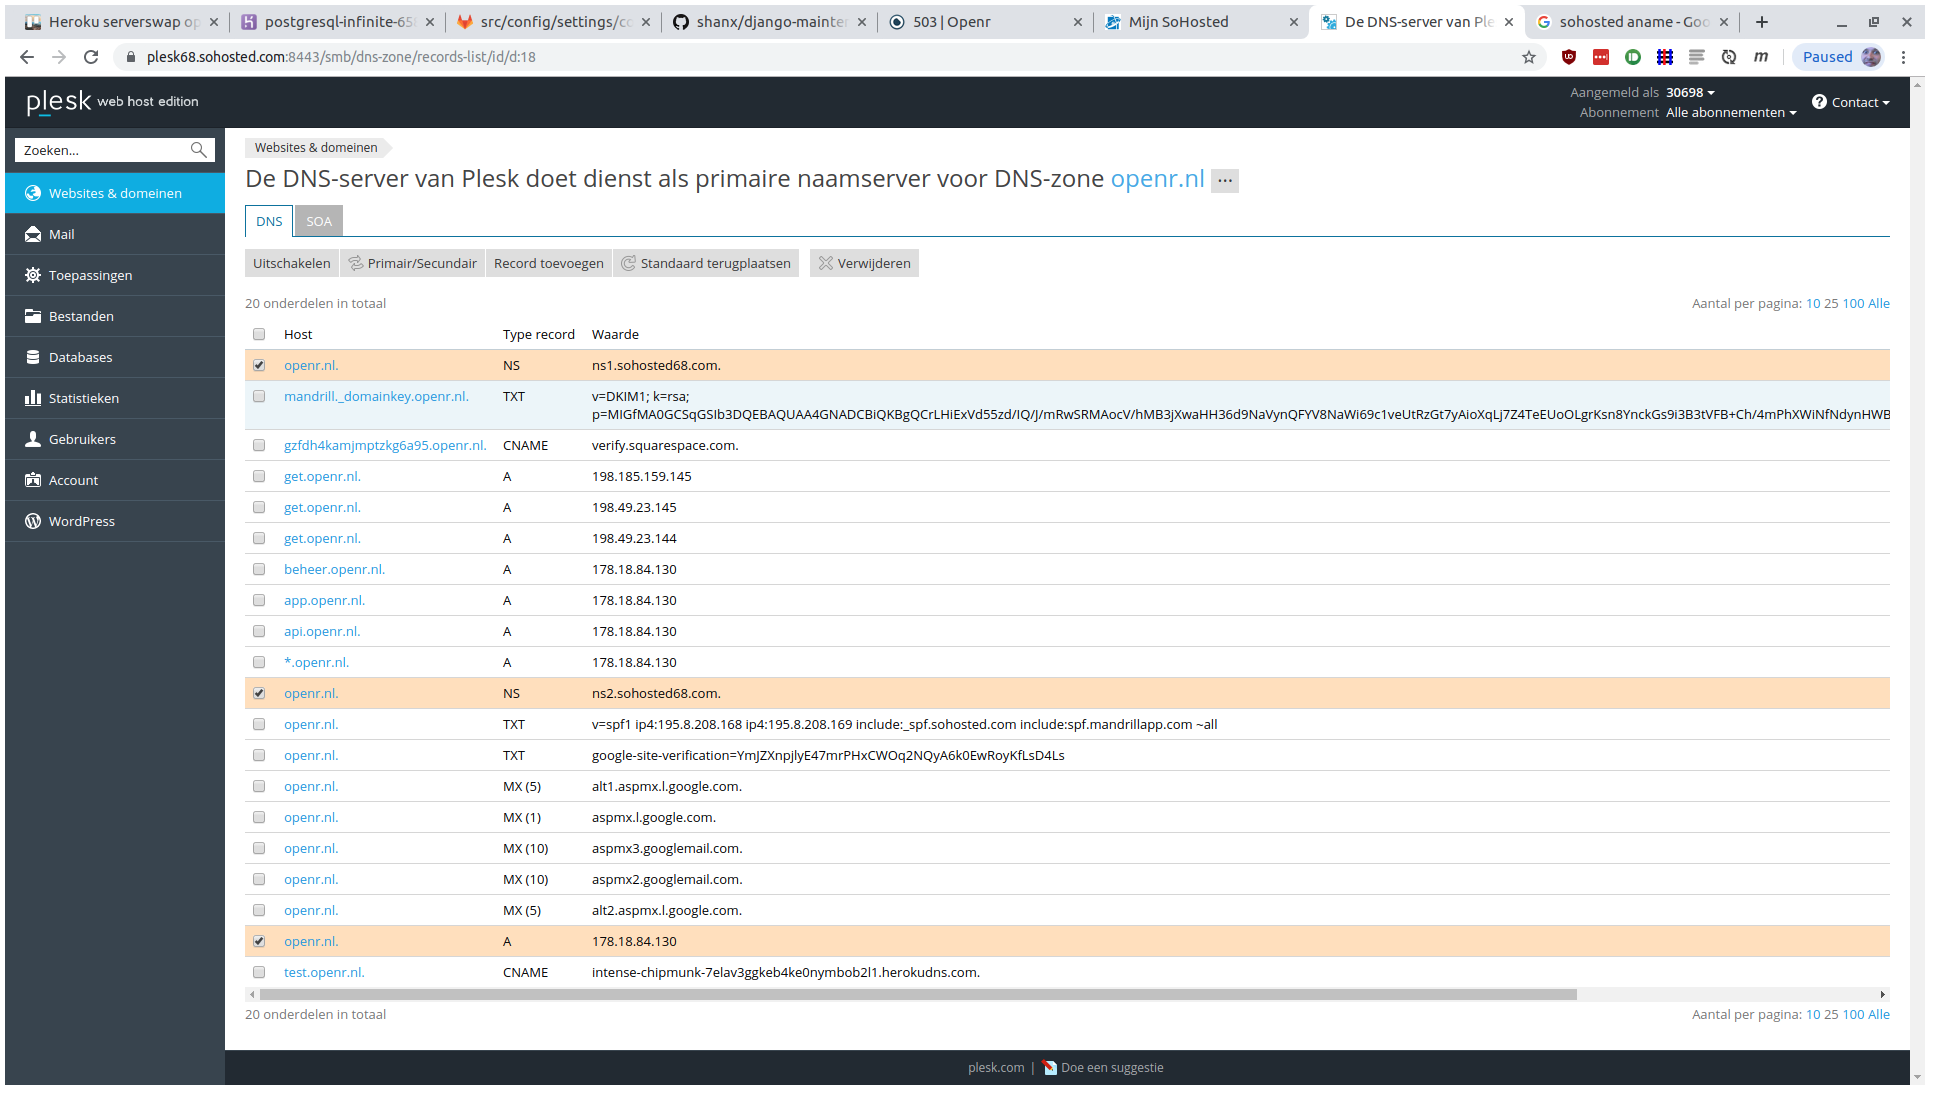 Heroku serverswap op
postgresql-infinite-65
src/config/settings/co
shanx/django-mainter
503 | Openr
Mijn SoHosted
De DNS-server van Ple
sohosted aname - Goo
plesk68.sohosted.com:8443/smb/dns-zone/records-list/id/d:18
Paused
plesk web host edition
Aangemeld als 30698
Abonnement Alle abonnementen
Contact
Zoeken...
Websites & domeinen
Mail
Toepassingen
Bestanden
Databases
Statistieken
Gebruikers
Account
WordPress
Websites & domeinen
De DNS-server van Plesk doet dienst als primaire naamserver voor DNS-zone openr.nl ...
DNS SOA
Uitschakelen Primair/Secundair Record toevoegen Standaard terugplaatsen Verwijderen
20 onderdelen in totaal Aantal per pagina: 10 25 100 Alle
Host Type record Waarde
openr.nl. NS ns1.sohosted68.com.
mandrill._domainkey.openr.nl. TXT v=DKIM1; k=rsa;
p=MIGfMA0GCSqGSIb3DQEBAQUAA4GNADCBiQKBgQCrLHiExVd55zd/IQ/J/mRwSRMAocV/hMB3jXwaHH36d9NaVynQFYV8NaWi69c1veUtRzGt7yAioXqLj7Z4TeEUoOLgrKsn8YnckGs9i3B3tVFB+Ch/4mPhXWiNfNdynHWB
gzfdh4kamjmptzkg6a95.openr.nl. CNAME verify.squarespace.com.
get.openr.nl. A 198.185.159.145
get.openr.nl. A 198.49.23.145
get.openr.nl. A 198.49.23.144
beheer.openr.nl. A 178.18.84.130
app.openr.nl. A 178.18.84.130
api.openr.nl. A 178.18.84.130
*.openr.nl. A 178.18.84.130
openr.nl. NS ns2.sohosted68.com.
openr.nl. TXT v=spf1 ip4:195.8.208.168 ip4:195.8.208.169 include:_spf.sohosted.com include:spf.mandrillapp.com ~all
openr.nl. TXT google-site-verification=YmJZXnpjlyE47mrPHxCWOq2NQyA6k0EwRoyKfLsD4Ls
openr.nl. MX (5) alt1.aspmx.l.google.com.
openr.nl. MX (1) aspmx.l.google.com.
openr.nl. MX (10) aspmx3.googlemail.com.
openr.nl. MX (10) aspmx2.googlemail.com.
openr.nl. MX (5) alt2.aspmx.l.google.com.
openr.nl. A 178.18.84.130
test.openr.nl. CNAME intense-chipmunk-7elav3ggkeb4ke0nymbob2l1.herokudns.com.
20 onderdelen in totaal Aantal per pagina: 10 25 100 Alle
plesk.com | Doe een suggestie